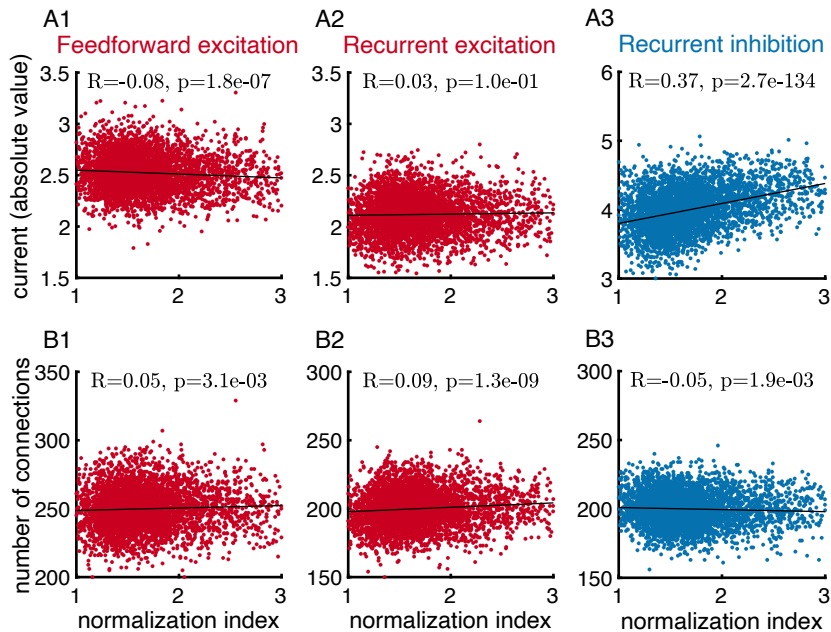 A1
Feedforward excitation
R=-0.08, p=1.8e-07
current (absolute value)
3.5
3
2.5
2
1.5
1
2
3
A2
Recurrent excitation
R=0.03, p=1.0e-01
3.5
3
2.5
2
1.5
1
2
3
A3
Recurrent inhibition
R=0.37, p=2.7e-134
6
5
4
3
1
2
3
B1
R=0.05, p=3.1e-03
number of connections
350
300
250
200
1
2
3
normalization index
B2
R=0.09, p=1.3e-09
300
250
200
150
1
2
3
normalization index
B3
R=-0.05, p=1.9e-03
300
250
200
150
1
2
3
normalization index